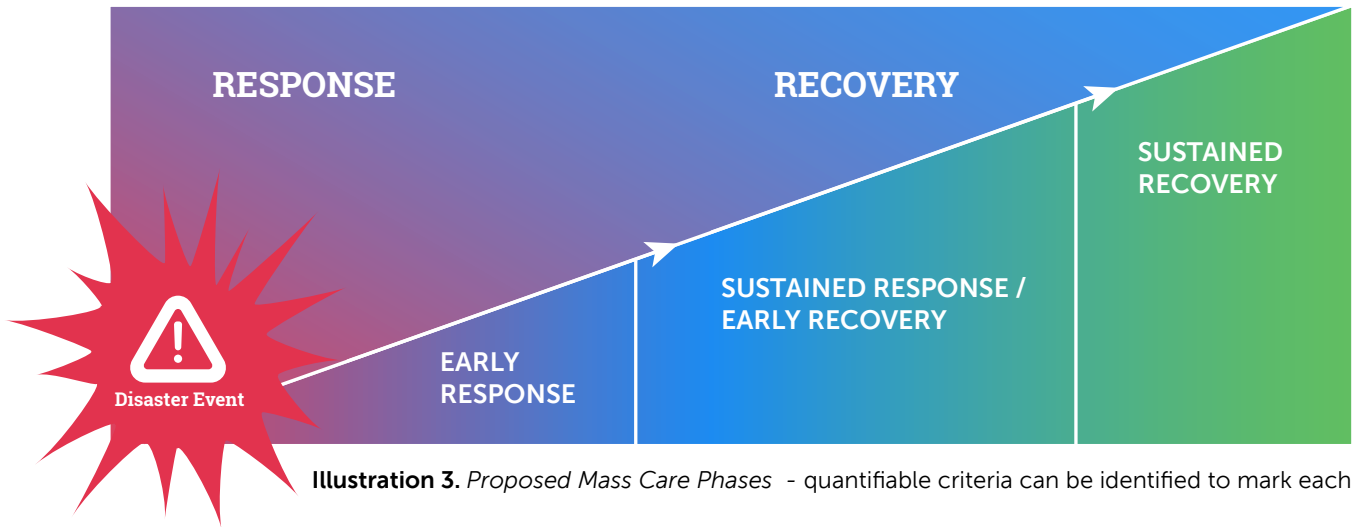 RESPONSE
RECOVERY
SUSTAINED
RECOVERY
SUSTAINED RESPONSE /
EARLY RECOVERY
EARLY
RESPONSE
Disaster Event
Illustration 3. Proposed Mass Care Phases - quantifiable criteria can be identified to mark each